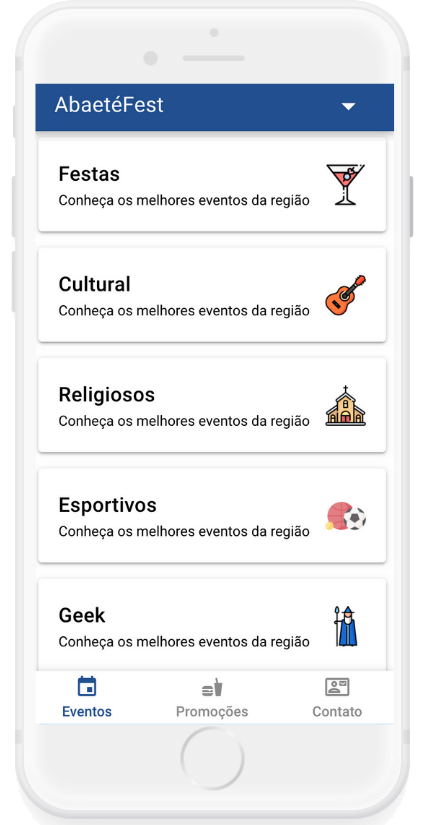 AbaetéFest
Festas
Conheça os melhores eventos da região
Cultural
Conheça os melhores eventos da região
Religiosos
Conheça os melhores eventos da região
Esportivos
Conheça os melhores eventos da região
Geek
Conheça os melhores eventos da região
Eventos Promoções Contato